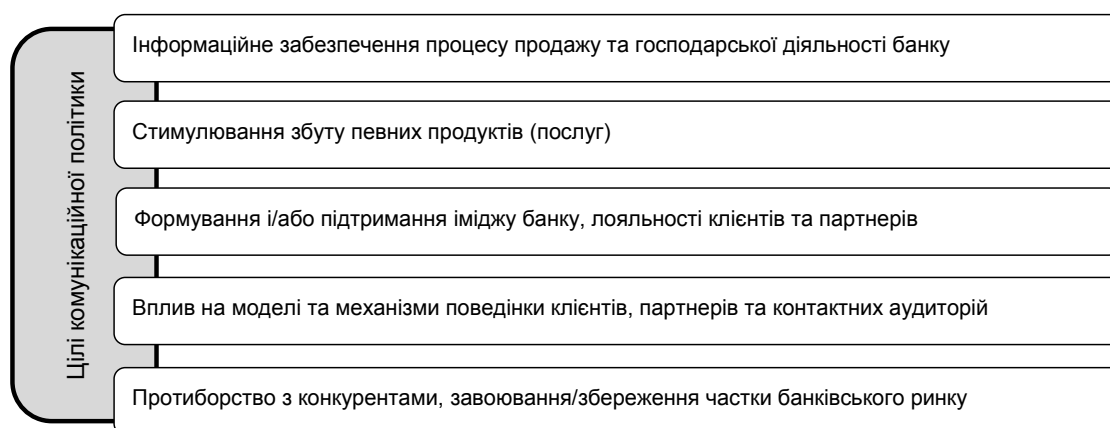 Цілі комунікаційної політики
Інформаційне забезпечення процесу продажу та господарської діяльності банку
Стимулювання збуту певних продуктів (послуг)
Формування і/або підтримання іміджу банку, лояльності клієнтів та партнерів
Вплив на моделі та механізми поведінки клієнтів, партнерів та контактних аудиторій
Протиборство з конкурентами, завоювання/збереження частки банківського ринку